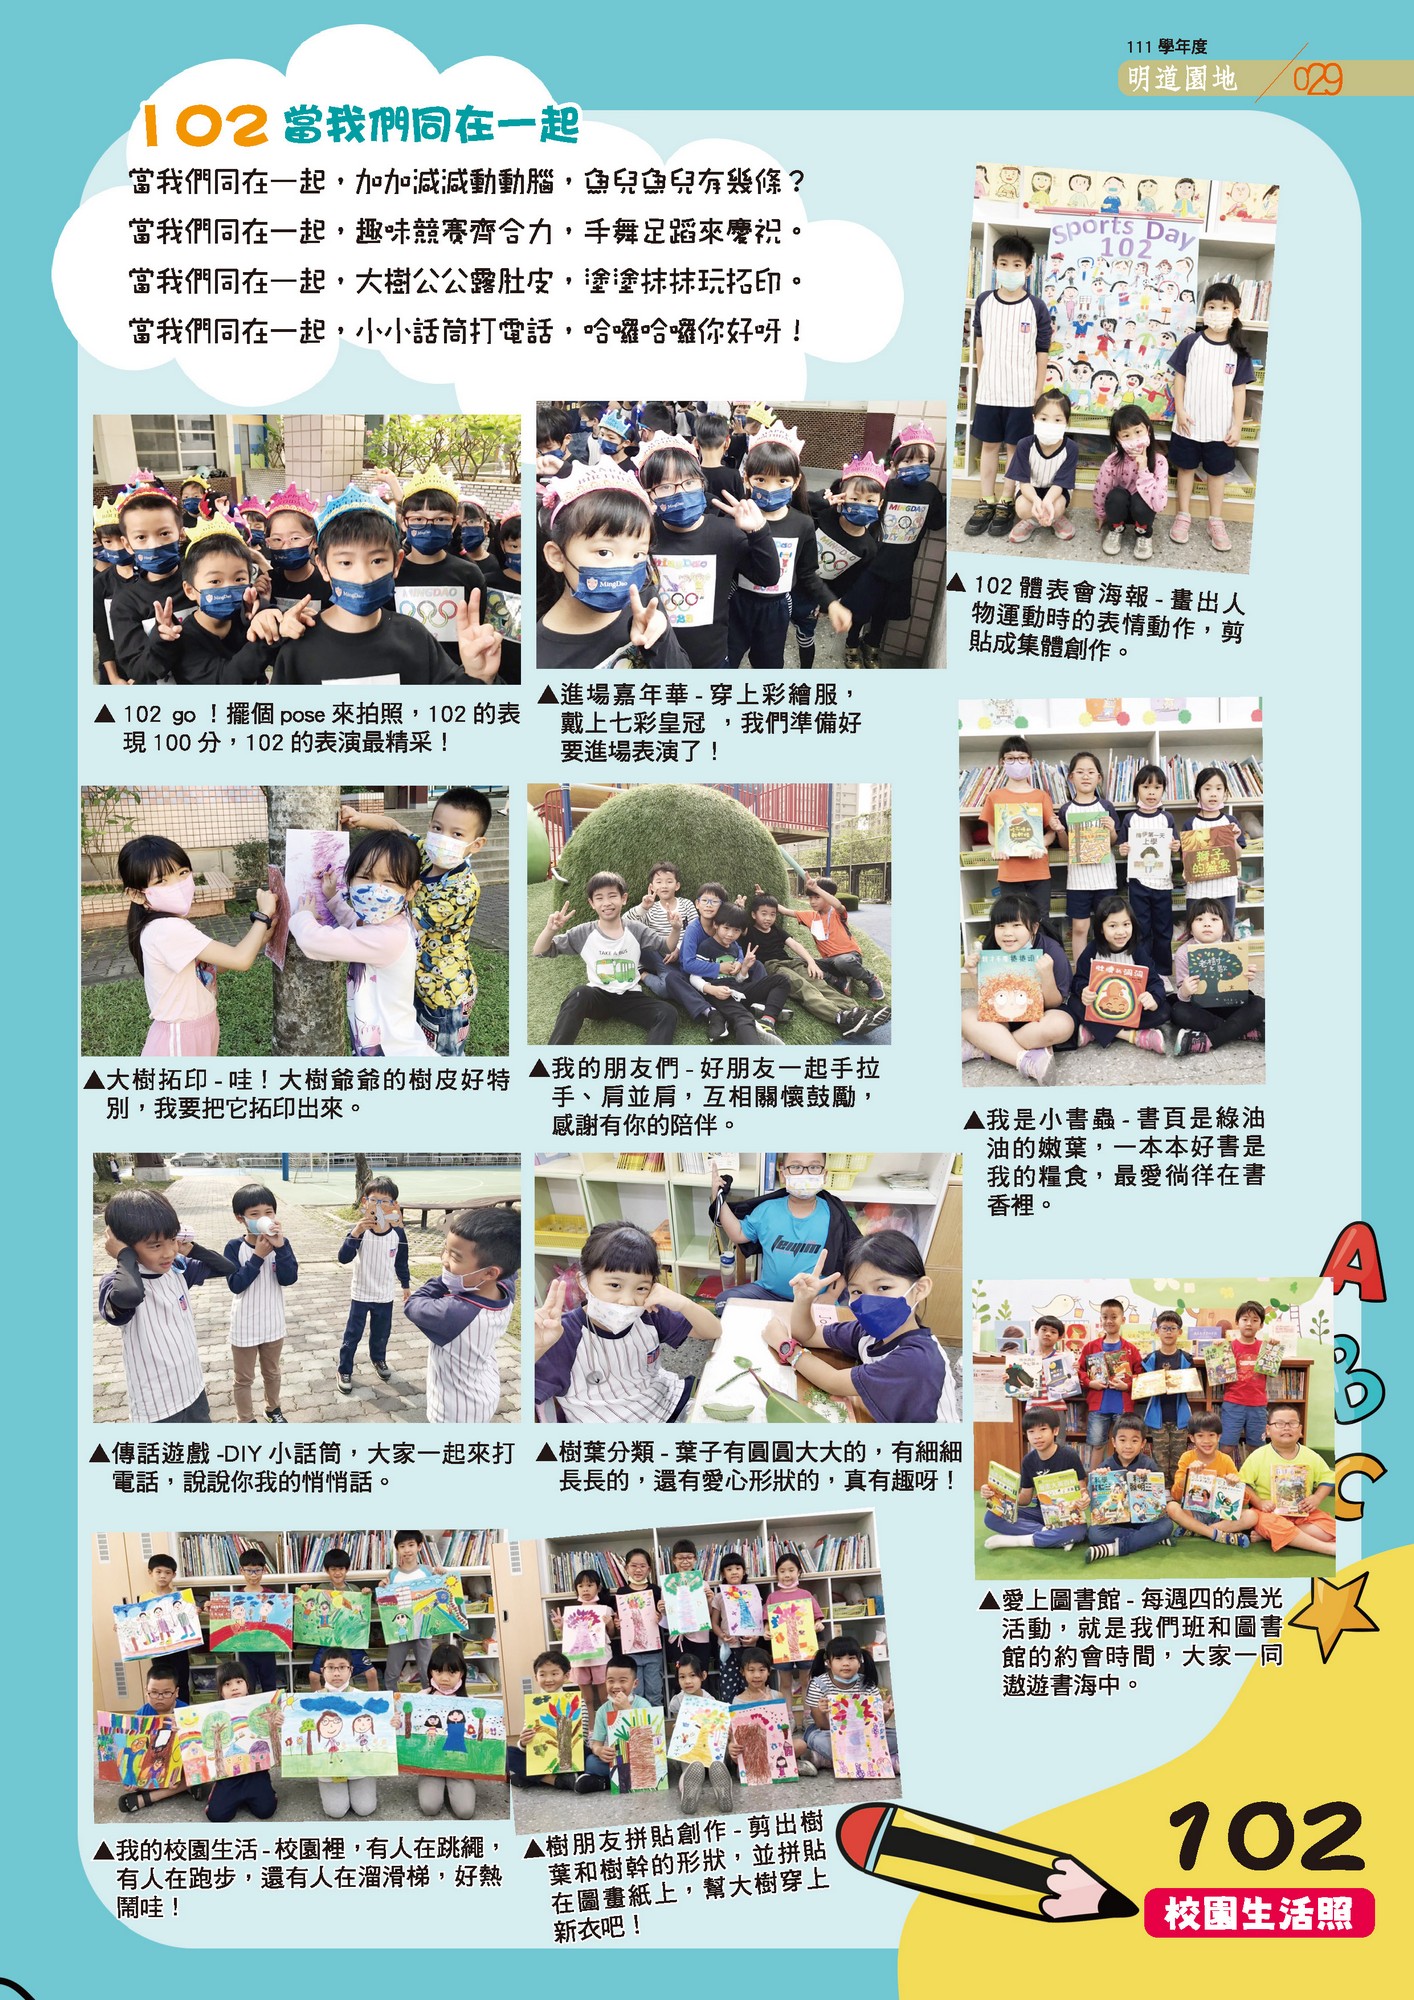 111 學年度
明道園地 029
102 當我們同在一起
當我們同在一起，加加減減動動腦，魚兒魚兒有幾條？
當我們同在一起，趣味競賽齊合力，手舞足蹈來慶祝。
當我們同在一起，大樹公公露肚皮，塗塗抹抹玩拓印。
當我們同在一起，小小話筒打電話，哈囉哈囉你好呀！
Sports Day
102
▲ 102 體表會海報 - 畫出人
物運動時的表情動作，剪
貼成集體創作。
▲ 102 go ！擺個 pose 來拍照，102 的表
現 100 分，102 的表演最精采！
▲進場嘉年華 - 穿上彩繪服，
戴上七彩皇冠 ，我們準備好
要進場表演了！
▲大樹拓印 - 哇！大樹爺爺的樹皮好特
別，我要把它拓印出來。
▲我的朋友們 - 好朋友一起手拉
手、肩並肩，互相關懷鼓勵，
感謝有你的陪伴。
▲我是小書蟲 - 書頁是綠油
油的嫩葉，一本本好書是
我的糧食，最愛徜徉在書
香裡。
▲傳話遊戲 -DIY 小話筒，大家一起來打
電話，說說你我的悄悄話。
▲樹葉分類 - 葉子有圓圓大大的，有細細
長長的，還有愛心形狀的，真有趣呀！
A
B
C
▲愛上圖書館 - 每週四的晨光
活動，就是我們班和圖書
館的約會時間，大家一同
遨遊書海中。
▲我的校園生活 - 校園裡，有人在跳繩，
有人在跑步，還有人在溜滑梯，好熱
鬧哇！
▲樹朋友拼貼創作 - 剪出樹
葉和樹幹的形狀，並拼貼
在圖畫紙上，幫大樹穿上
新衣吧！
102
校園生活照